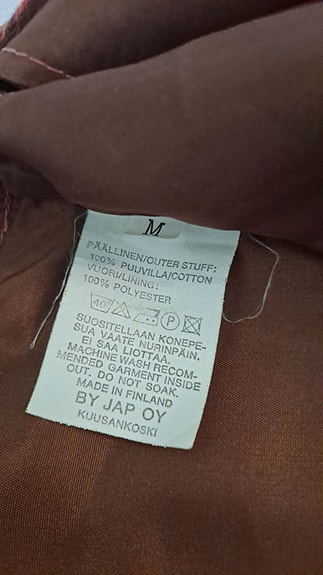 M
PÄÄLLINEN/OUTER STUFF:
100% PUUVILLA/COTTON
VUORI/LINING:
100% POLYESTER
40° P
SUOSITELLAAN KONEPE-
SUA VAATE NURINPÄIN.
EI SAA LIOTTAA.
MACHINE WASH RECOM-
MENDED GARMENT INSIDE
OUT. DO NOT SOAK.
MADE IN FINLAND
BY JAP OY
KUUSANKOSKI